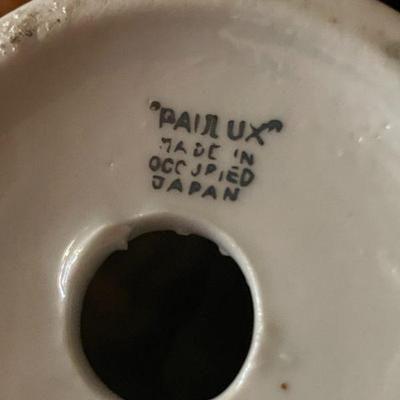 "PAULUX"
MADE IN
OCCUPIED
JAPAN